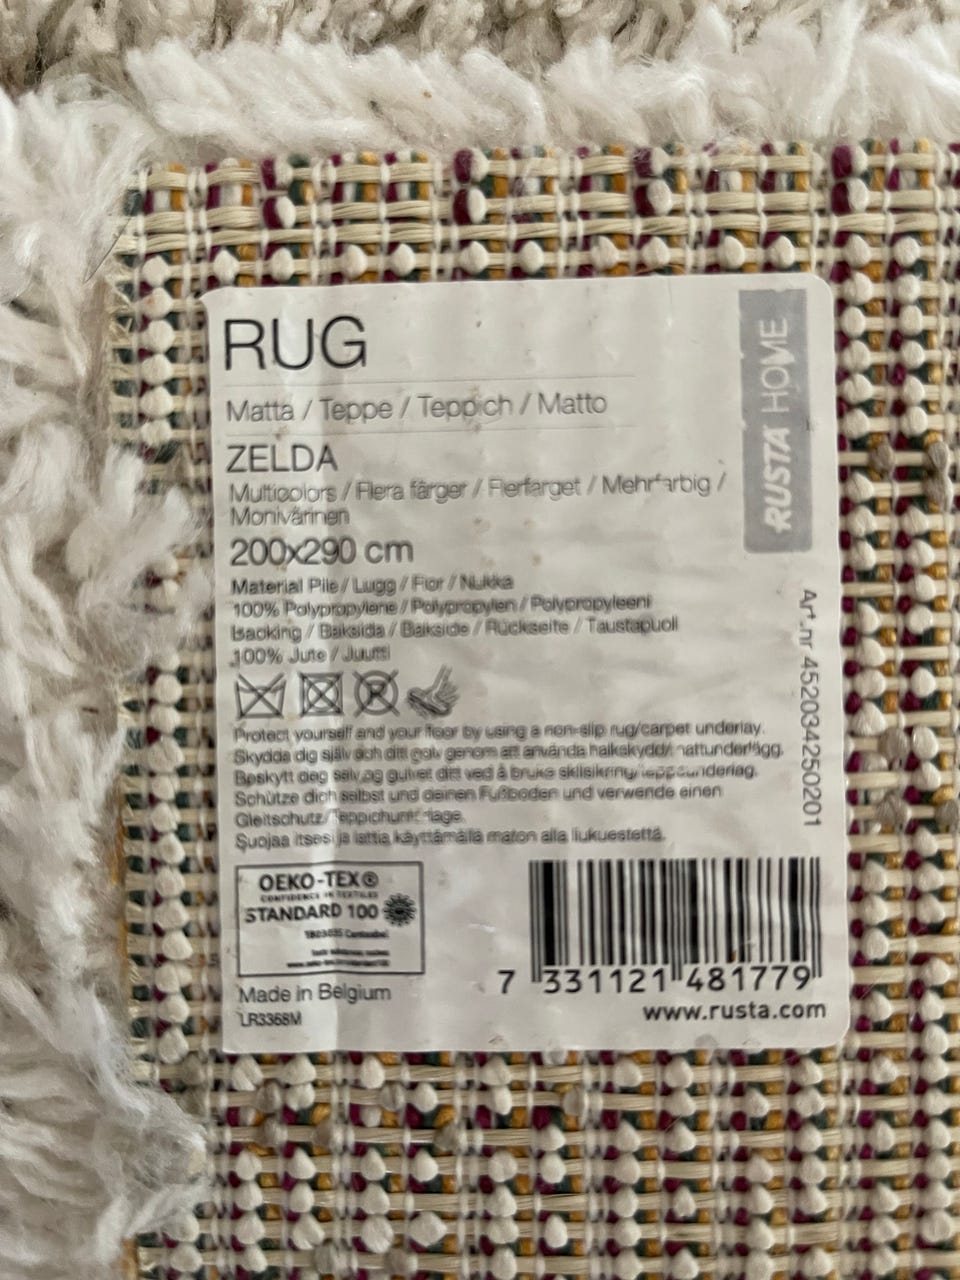 RUG
RUSTA HOME
Matta / Teppe / Teppich / Matto
ZELDA
Multicolors / Flera färger / Flerfarget / Mehrfarbig /
Monivärinen
200x290 cm
Material Pile / Lugg / Flor / Nukka
100% Polypropylene / Polypropylen / Polypropyleeni
Backing / Baksida / Bakside / Rückseite / Taustapuoli
100% Jute / Juutti
Art.nr 452034250201
Protect yourself and your floor by using a non-slip rug/carpet underlay.
Skydda dig själv och ditt golv genom att använda halkskydd/ mattunderlägg.
Beskytt deg selv og gulvet ditt ved å bruke sklisikring/teppeunderlag.
Schütze dich selbst und deinen Fußboden und verwende einen
Gleitschutz/
Suojaa itsesi ja lattia käyttämällä maton alla liukuestettä.
OEKO-TEX®
CONFIDENCE IN TEXTILES
STANDARD 100
Centexbel
7 331121 481779
Made in Belgium
www.rusta.com
LR3368M